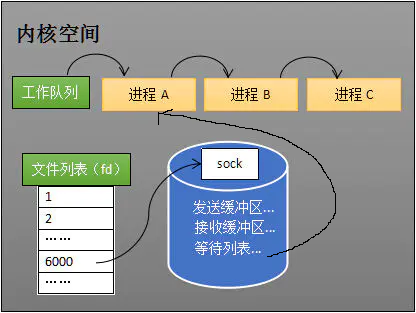 内核空间
工作队列
进程 A
进程 B
进程 C
文件列表（fd）
1
2
……
6000
……
sock
发送缓冲区...
接收缓冲区...
等待列表...